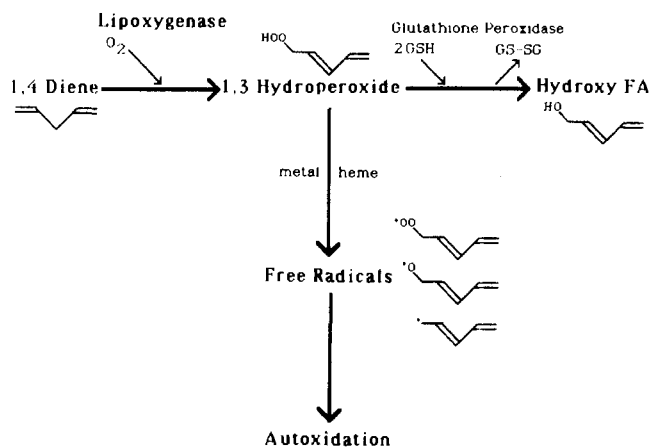 Lipoxygenase
O2
HOO
Glutathione Peroxidase
2GSH GS-SG
1,4 Diene
1,3 Hydroperoxide
Hydroxy FA
HO
metal heme
·OO
Free Radicals
·O
·
Autoxidation